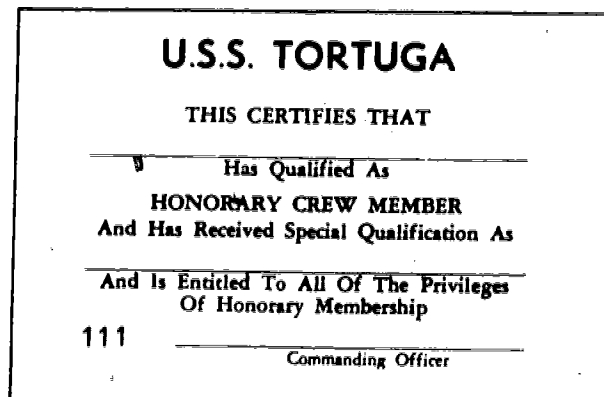 U.S.S. TORTUGA
THIS CERTIFIES THAT
Has Qualified As
HONORARY CREW MEMBER
And Has Received Special Qualification As
And Is Entitled To All Of The Privileges
Of Honorary Membership
111
Commanding Officer